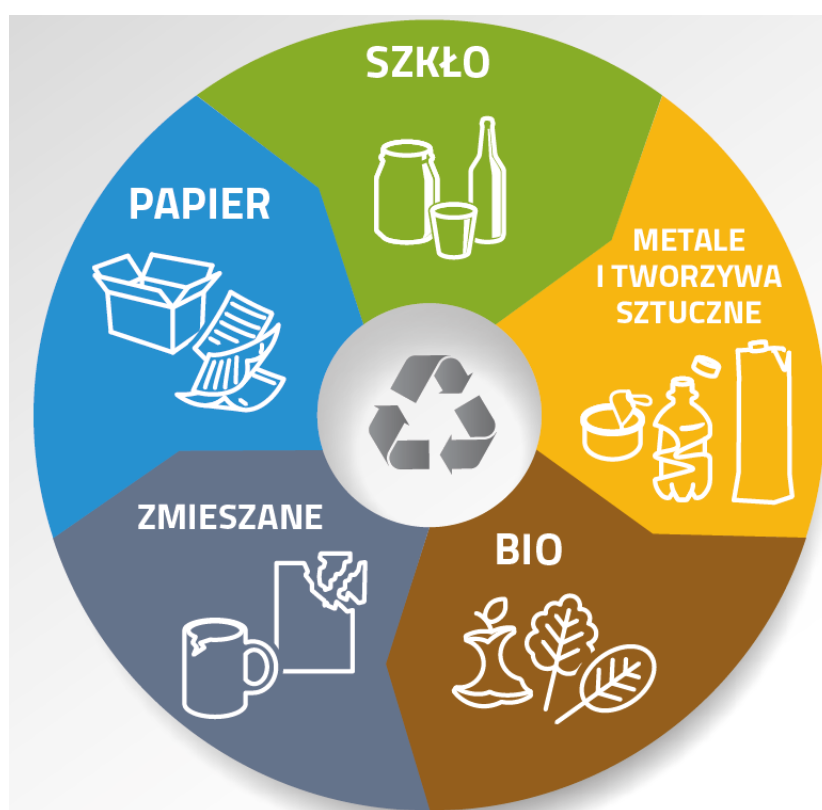 SZKŁO
PAPIER
METALE
I TWORZYWA
SZTUCZNE
ZMIESZANE
BIO